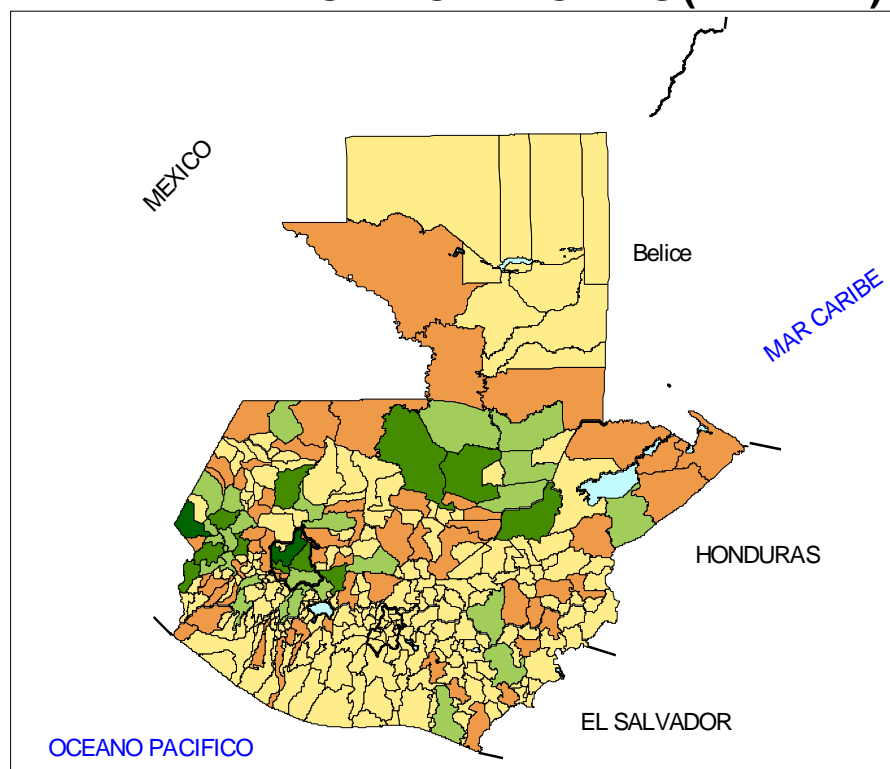 MEXICO
Belice
MAR CARIBE
HONDURAS
EL SALVADOR
OCEANO PACIFICO